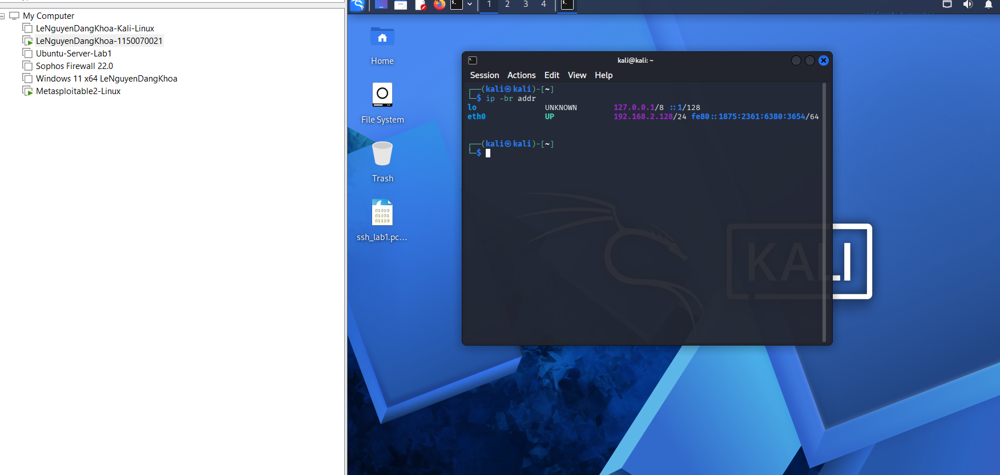 My Computer
LeNguyenDangKhoa-Kali-Linux
LeNguyenDangKhoa-1150070021
Ubuntu-Server-Lab1
Sophos Firewall 22.0
Windows 11 x64 LeNguyenDangKhoa
Metasploitable2-Linux
1 2 3 4
Home
File System
Trash
01010
01101
01110
ssh_lab1.pc...
kali@kali: ~
Session Actions Edit View Help
┌──(kali㉿kali)-[~]
└─$ ip -br addr
lo UNKNOWN 127.0.0.1/8 ::1/128
eth0 UP 192.168.2.128/24 fe80::1875:2361:6380:3654/64
┌──(kali㉿kali)-[~]
└─$
KALI